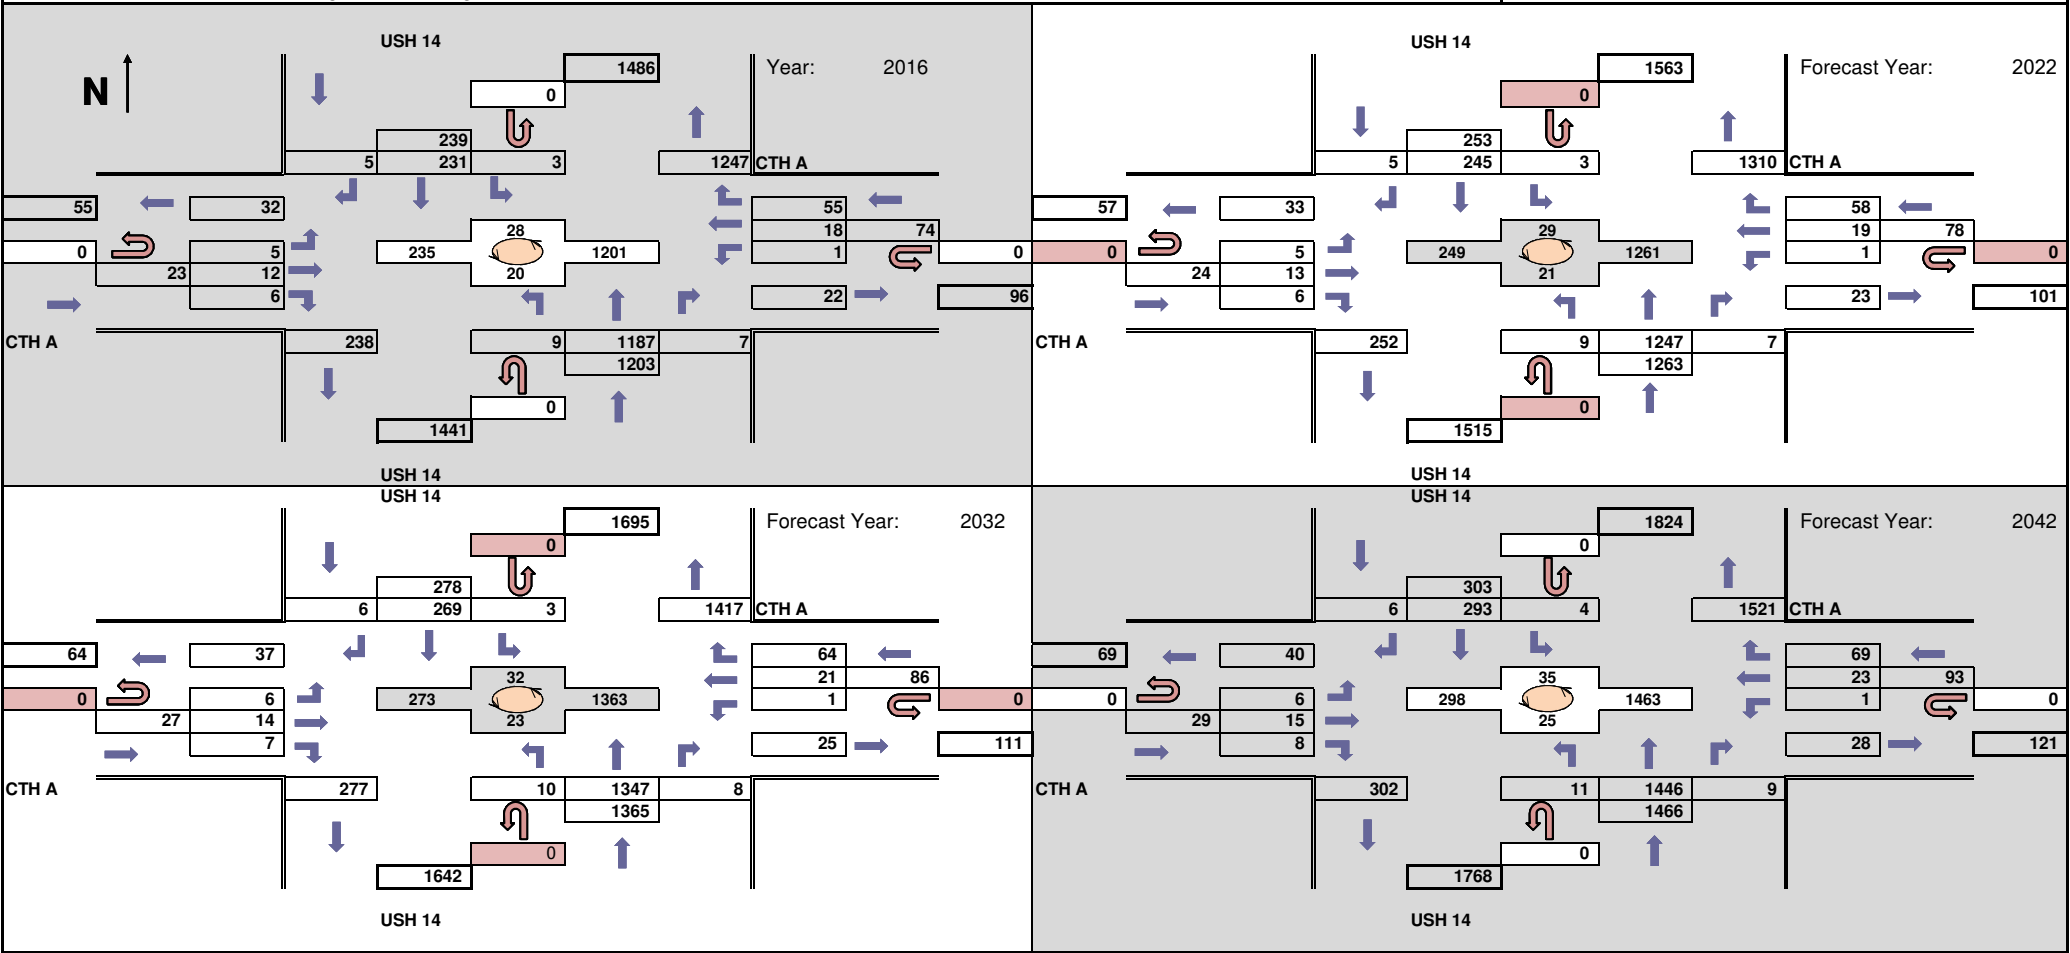 USH 14
1486
Year: 2016
N
0
239
5 231 3
1247 CTH A
55 32
55
18 74
1
28
235 1201
20
0
23
5
12
6
0
22 96
CTH A
238
9 1187 7
1203
0
1441
USH 14
USH 14
1563
Forecast Year: 2022
0
253
5 245 3
1310 CTH A
57 33
58
19 78
1
29
249 1261
21
0
24
5
13
6
0
23 101
CTH A
252
9 1247 7
1263
0
1515
USH 14
USH 14
1695
Forecast Year: 2032
0
278
6 269 3
1417 CTH A
64 37
64
21 86
1
32
273 1363
23
0
27
6
14
7
0
25 111
CTH A
277
10 1347 8
1365
0
1642
USH 14
USH 14
1824
Forecast Year: 2042
0
303
6 293 4
1521 CTH A
69 40
69
23 93
1
35
298 1463
25
0
29
6
15
8
0
28 121
CTH A
302
11 1446 9
1466
0
1768
USH 14